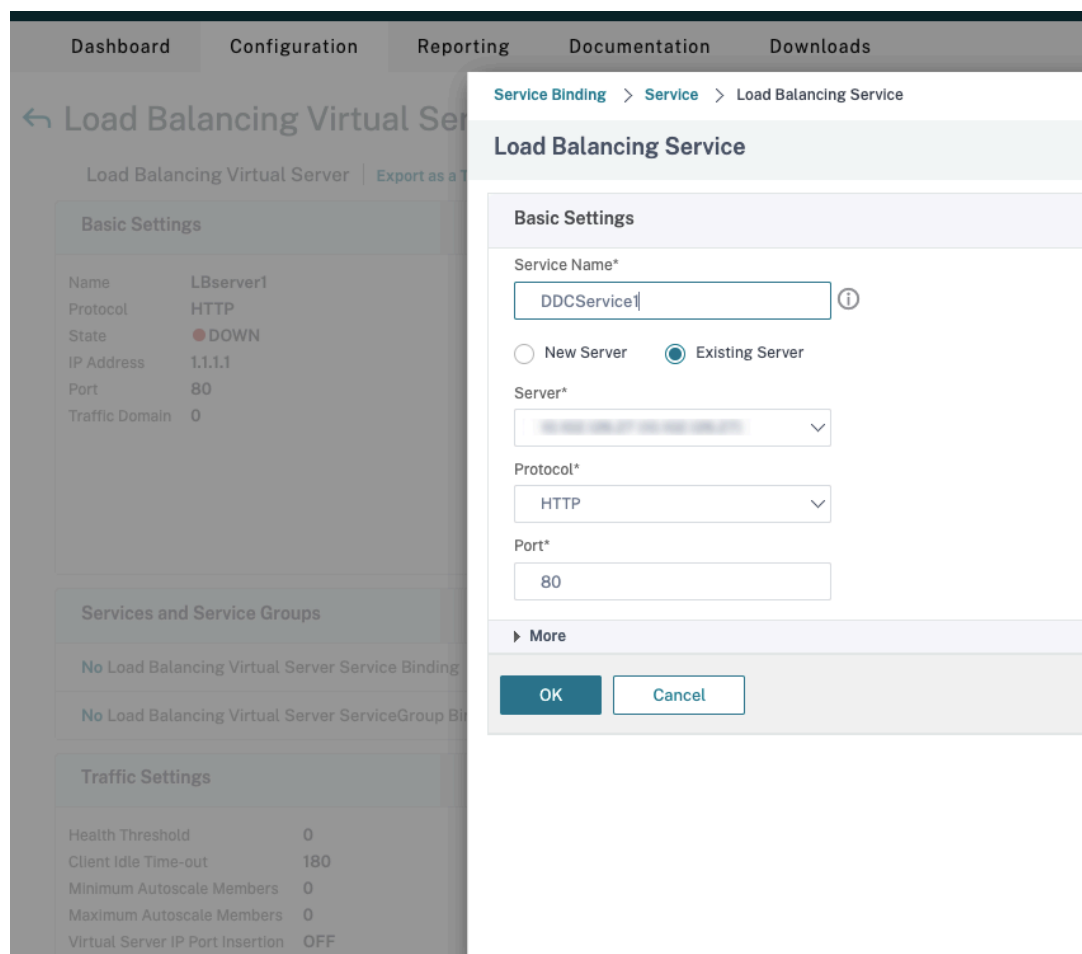 Dashboard Configuration Reporting Documentation Downloads
Load Balancing Virtual Ser
Load Balancing Virtual Server Export as a T
Basic Settings
Name LBserver1
Protocol HTTP
State DOWN
IP Address 1.1.1.1
Port 80
Traffic Domain 0
Services and Service Groups
No Load Balancing Virtual Server Service Binding
No Load Balancing Virtual Server ServiceGroup Bi
Traffic Settings
Health Threshold 0
Client Idle Time-out 180
Minimum Autoscale Members 0
Maximum Autoscale Members 0
Virtual Server IP Port Insertion OFF
Service Binding > Service > Load Balancing Service
Load Balancing Service
Basic Settings
Service Name*
DDCService1
New Server Existing Server
Server*
Protocol*
HTTP
Port*
80
More
OK Cancel